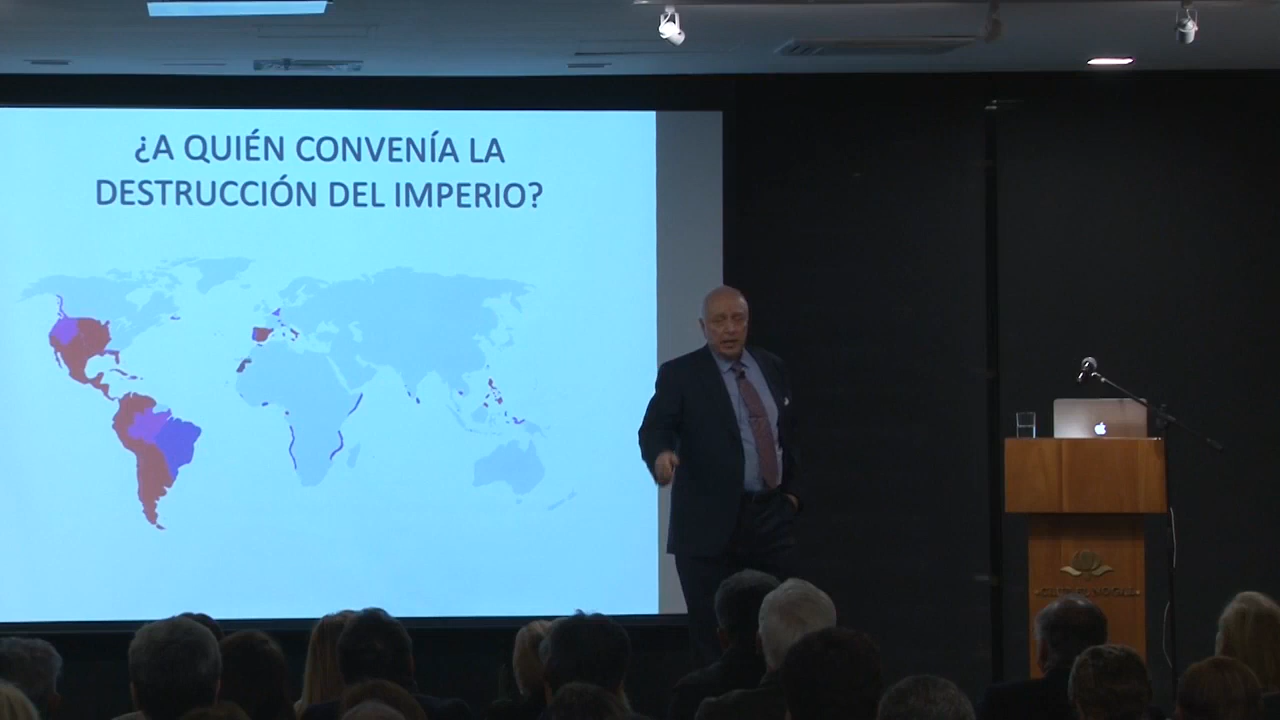 ¿A QUIÉN CONVENÍA LA
DESTRUCCIÓN DEL IMPERIO?